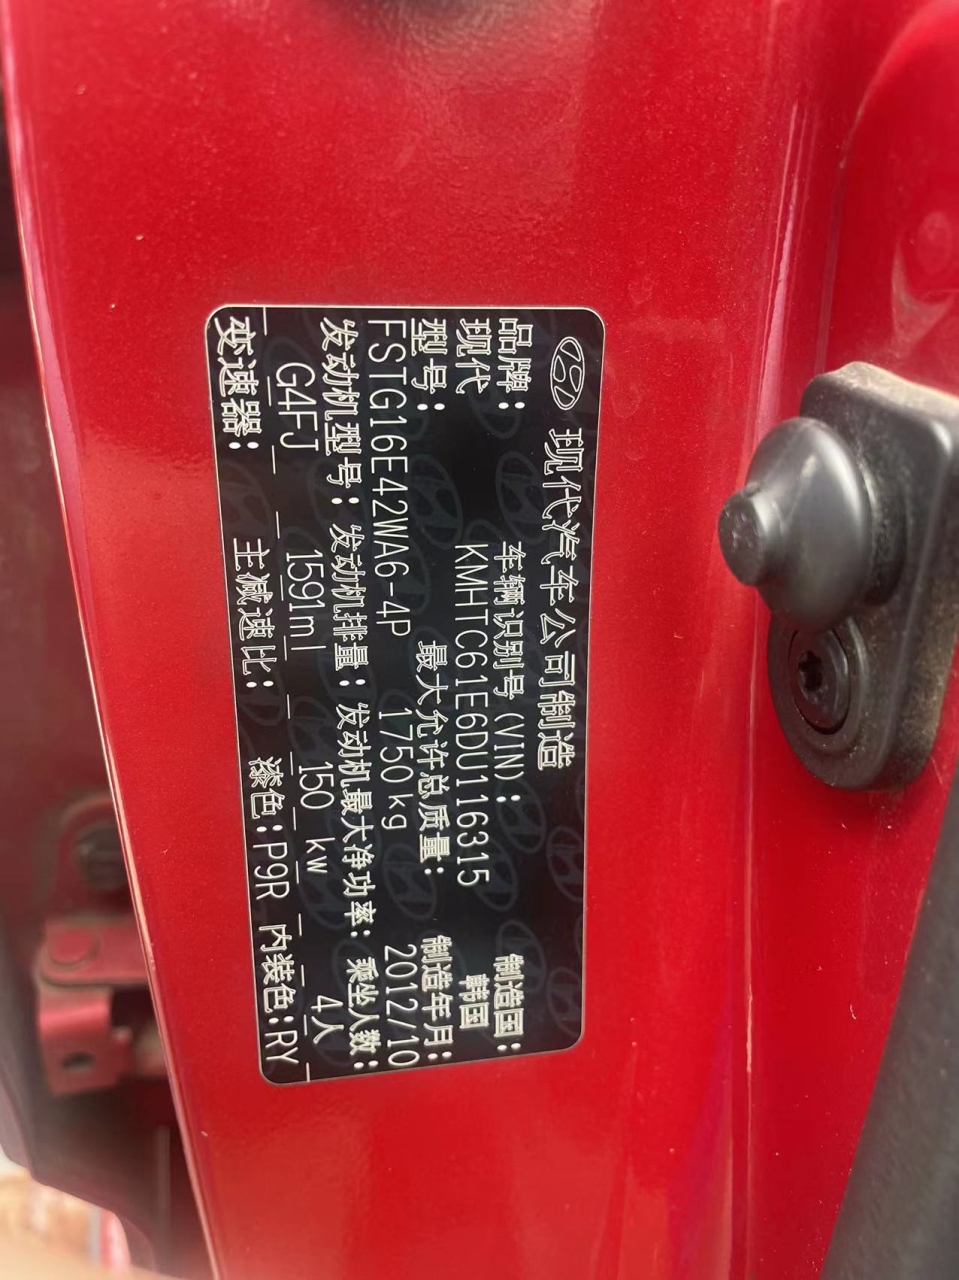 现代汽车公司制造
品牌: 车辆识别号(VIN): 制造国:
现代 KMHTC61E6DU116315 韩国
型号: 最大允许总质量: 制造年月:
FSTG16E42WA6-4P 1750kg 2012/10
发动机型号: 发动机排量: 发动机最大净功率: 乘坐人数:
G4FJ 1591ml 150 kw 4人
变速器: 主减速比: 漆色:P9R 内装色:RY